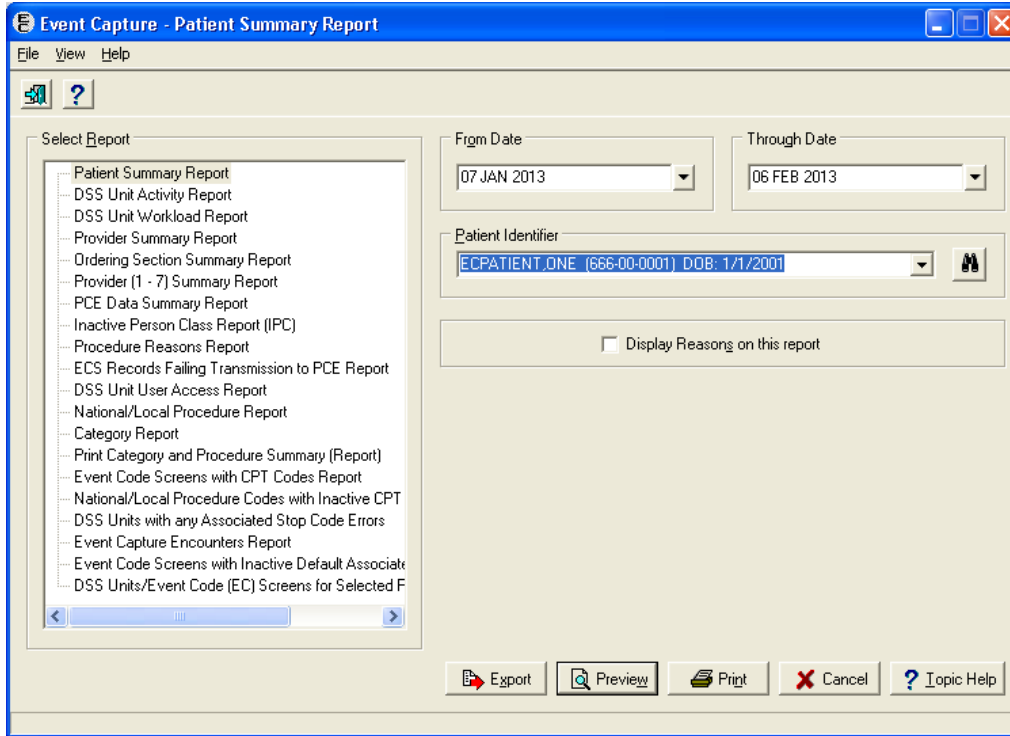 Event Capture - Patient Summary Report
File View Help
Select Report
Patient Summary Report
DSS Unit Activity Report
DSS Unit Workload Report
Provider Summary Report
Ordering Section Summary Report
Provider (1 - 7) Summary Report
PCE Data Summary Report
Inactive Person Class Report (IPC)
Procedure Reasons Report
ECS Records Failing Transmission to PCE Report
DSS Unit User Access Report
National/Local Procedure Report
Category Report
Print Category and Procedure Summary (Report)
Event Code Screens with CPT Codes Report
National/Local Procedure Codes with Inactive CPT
DSS Units with any Associated Stop Code Errors
Event Capture Encounters Report
Event Code Screens with Inactive Default Associate
DSS Units/Event Code (EC) Screens for Selected F
From Date
07 JAN 2013
Through Date
06 FEB 2013
Patient Identifier
ECPATIENT,ONE (666-00-0001) DOB: 1/1/2001
Display Reasons on this report
Export Preview Print Cancel ? Topic Help